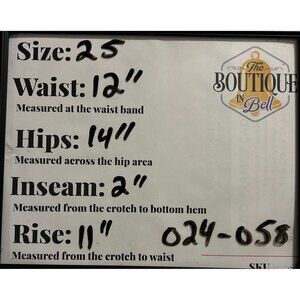 Size: 25
The
BOUTIQUE
IN
Bell
Waist: 12"
Measured at the waist band
Hips: 14"
Measured across the hip area
Inseam: 2"
Measured from the crotch to bottom hem
Rise: 11" 024-058
Measured from the crotch to waist
SKU